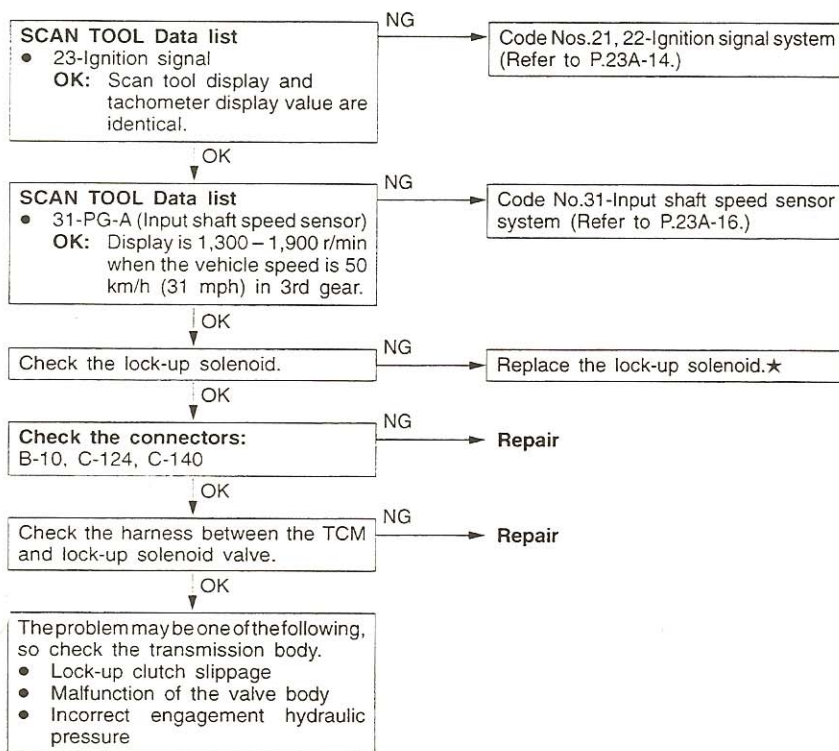 SCAN TOOL Data list
● 23-Ignition signal
OK: Scan tool display and
tachometer display value are
identical.
NG
Code Nos.21, 22-Ignition signal system
(Refer to P.23A-14.)
OK
SCAN TOOL Data list
● 31-PG-A (Input shaft speed sensor)
OK: Display is 1,300 – 1,900 r/min
when the vehicle speed is 50
km/h (31 mph) in 3rd gear.
NG
Code No.31-Input shaft speed sensor
system (Refer to P.23A-16.)
OK
Check the lock-up solenoid.
NG
Replace the lock-up solenoid.★
OK
Check the connectors:
B-10, C-124, C-140
NG
Repair
OK
Check the harness between the TCM
and lock-up solenoid valve.
NG
Repair
OK
The problem may be one of the following,
so check the transmission body.
● Lock-up clutch slippage
● Malfunction of the valve body
● Incorrect engagement hydraulic
pressure